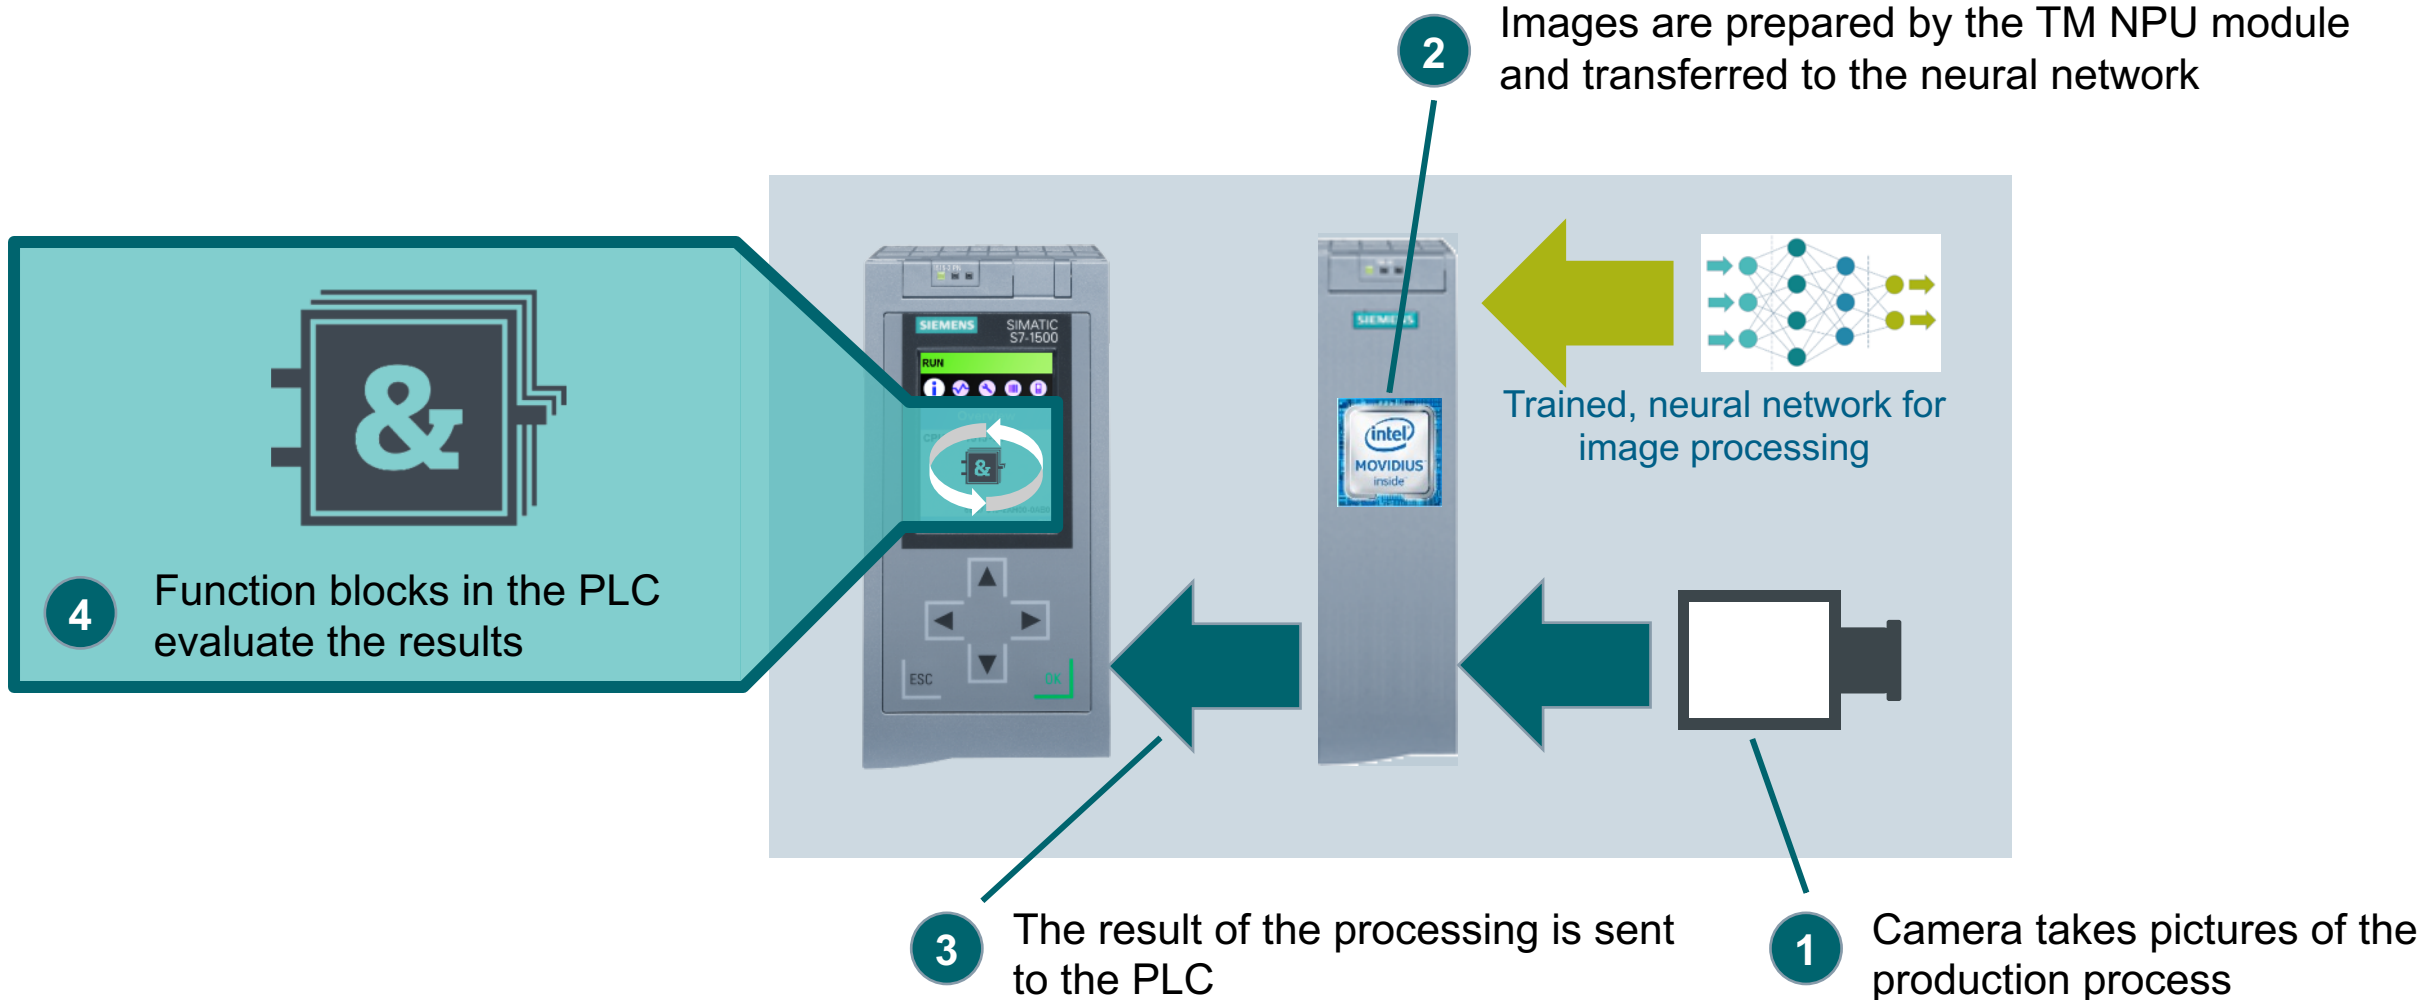 2
Images are prepared by the TM NPU module
and transferred to the neural network
SIEMENS
SIMATIC
S7-1500
RUN
&
&
4
Function blocks in the PLC
evaluate the results
ESC
OK
SIEMENS
intel
MOVIDIUS
inside
Trained, neural network for
image processing
3
The result of the processing is sent
to the PLC
1
Camera takes pictures of the
production process